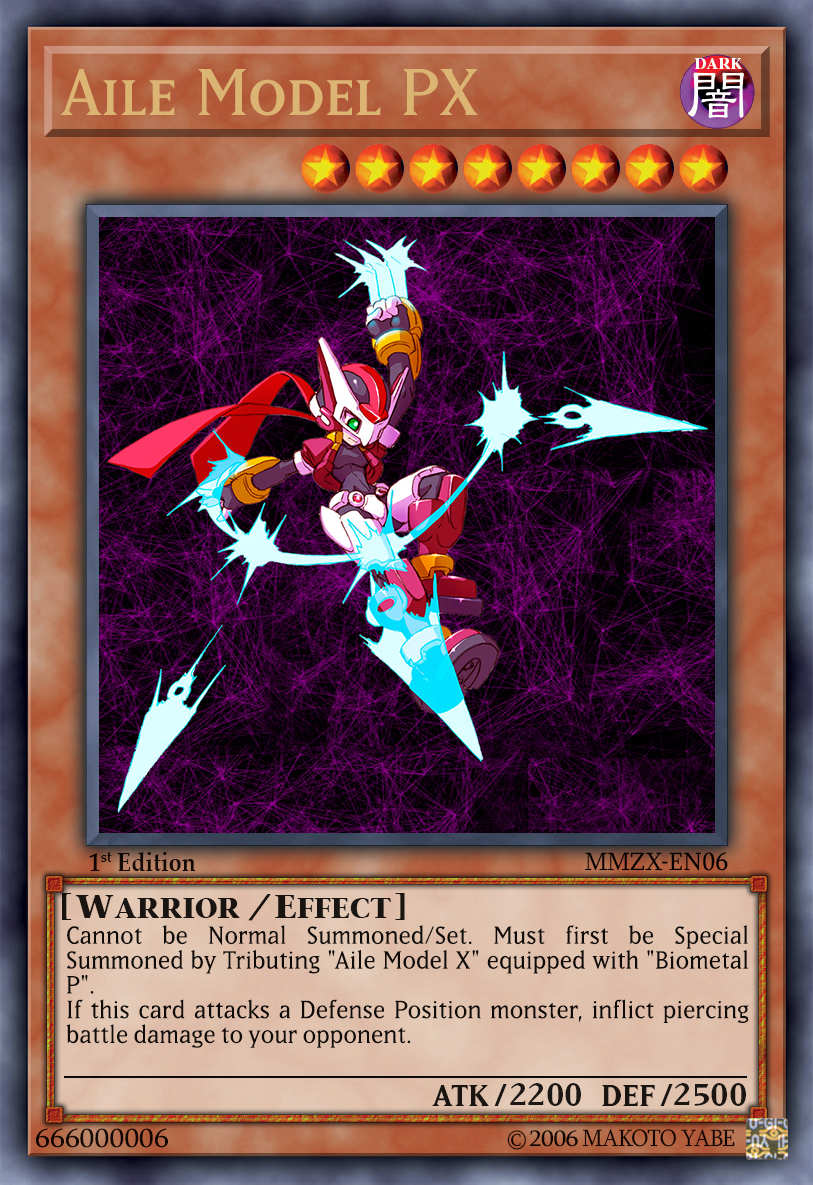 Aile Model PX
DARK
闇
1st Edition
MMZX-EN06
[Warrior / Effect]
Cannot be Normal Summoned/Set. Must first be Special
Summoned by Tributing "Aile Model X" equipped with "Biometal
P".
If this card attacks a Defense Position monster, inflict piercing
battle damage to your opponent.
ATK / 2200 DEF / 2500
666000006
© 2006 MAKOTO YABE